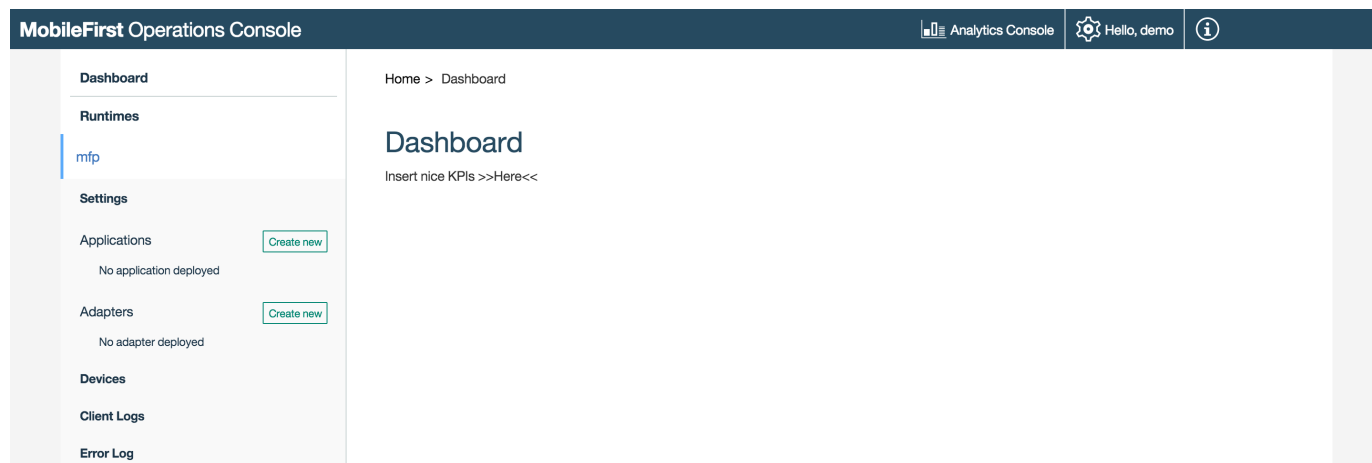 MobileFirst Operations Console
Analytics Console
Hello, demo
Dashboard
Runtimes
mfp
Settings
Applications
Create new
No application deployed
Adapters
Create new
No adapter deployed
Devices
Client Logs
Error Log
Home > Dashboard
Dashboard
Insert nice KPIs >>Here<<